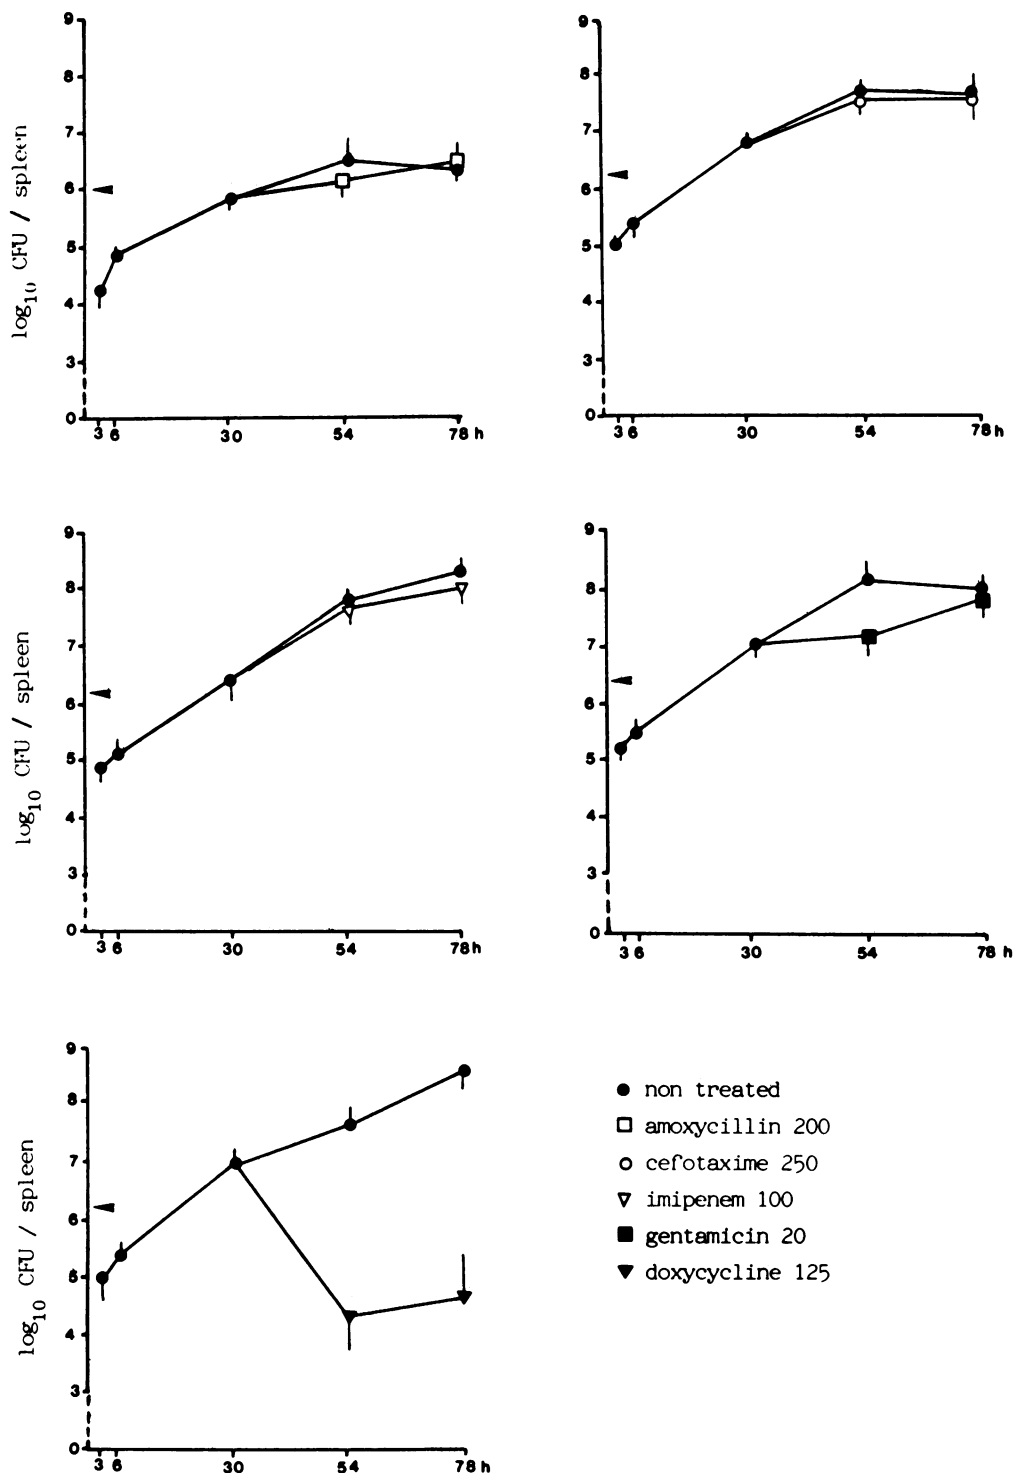 9
8
7
6
5
4
3
0
log10 CFU / spleen
3 6 30 54 78 h
9
8
7
6
5
4
3
0
3 6 30 54 78 h
9
8
7
6
5
4
3
0
log10 CFU / spleen
3 6 30 54 78 h
9
8
7
6
5
4
3
0
3 6 30 54 78 h
9
8
7
6
5
4
3
0
log10 CFU / spleen
3 6 30 54 78 h
non treated
amoxycillin 200
cefotaxime 250
imipenem 100
gentamicin 20
doxycycline 125